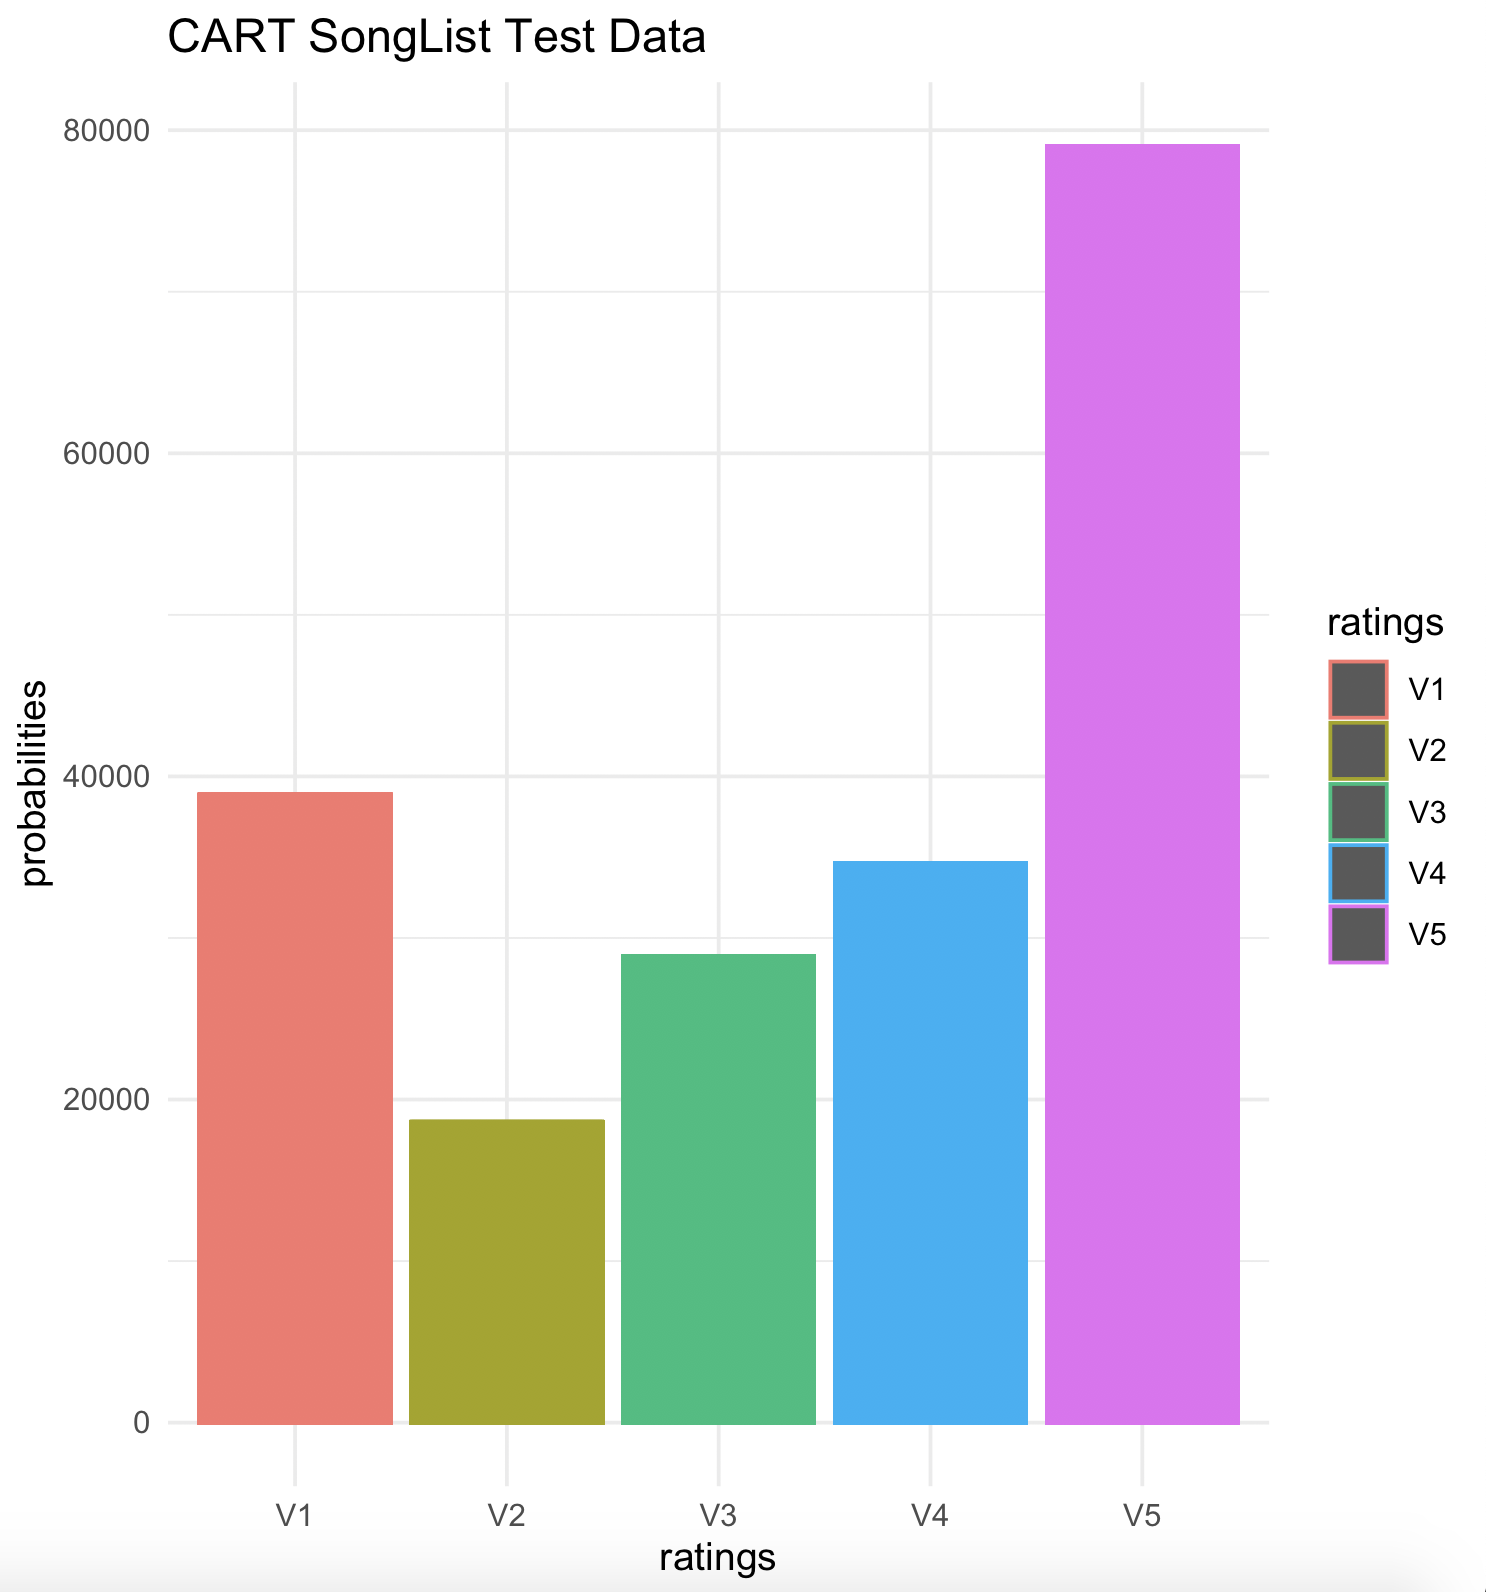 CART SongList Test Data
80000
60000
40000
20000
0
probabilities
V1
V2
V3
V4
V5
ratings
ratings
V1
V2
V3
V4
V5